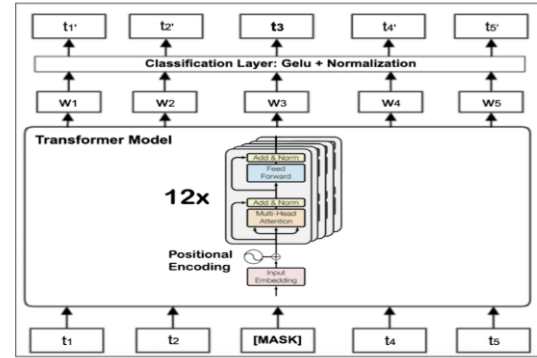 t1' t2' t3 t4' t5'
Classification Layer: Gelu + Normalization
W1 W2 W3 W4 W5
Transformer Model
12x
Add & Norm
Feed
Forward
Add & Norm
Multi-Head
Attention
Positional
Encoding
Input
Embedding
t1 t2 [MASK] t4 t5